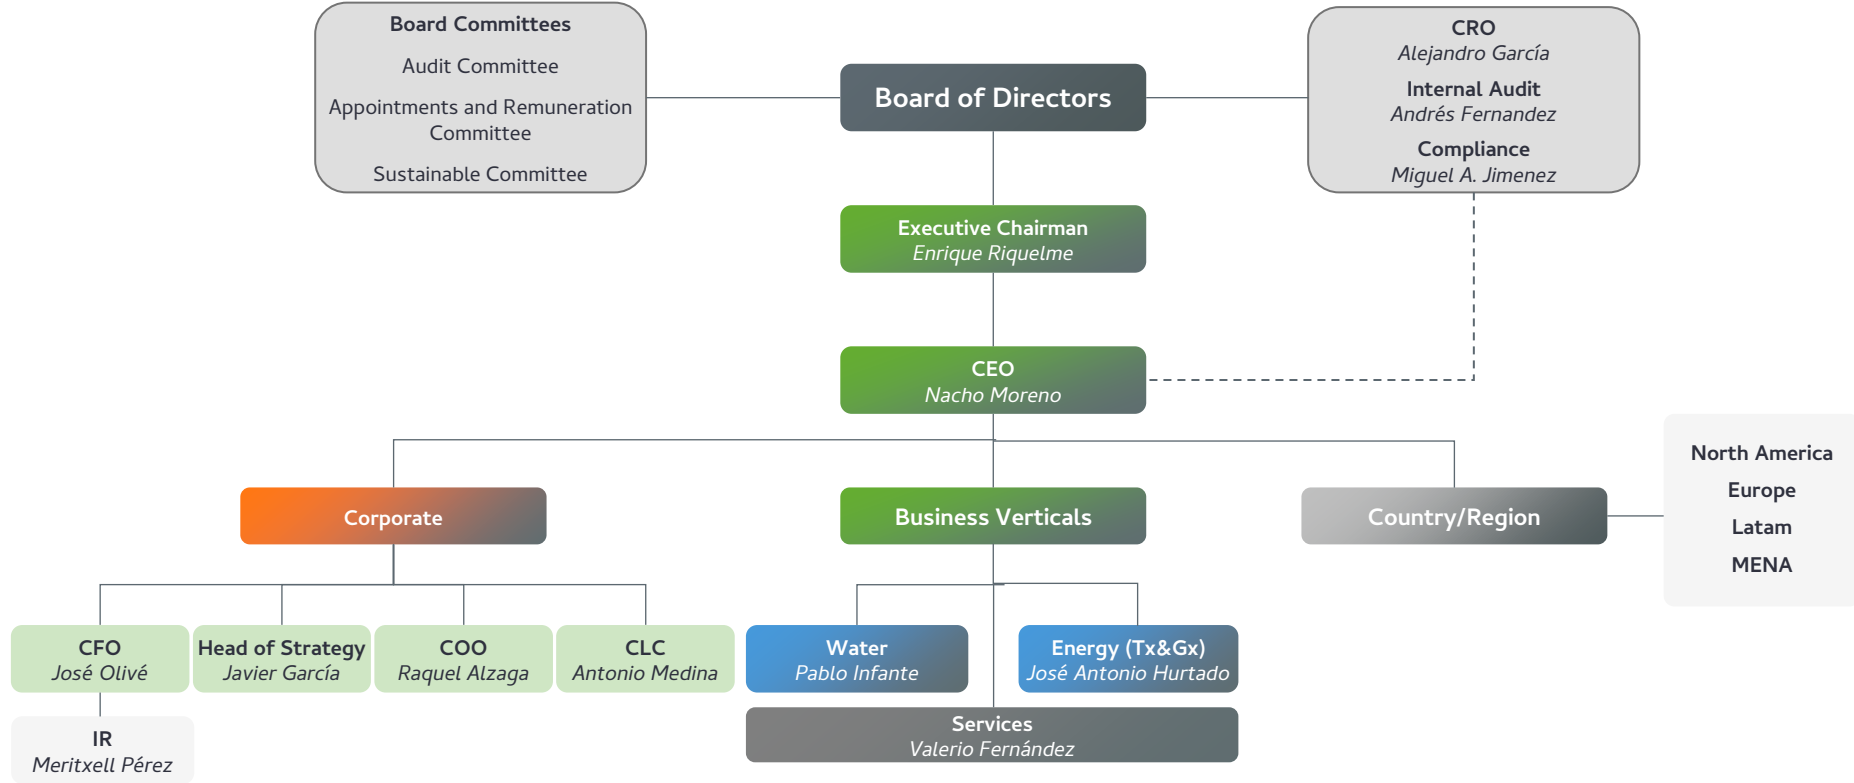 Board Committees
Audit Committee
Appointments and Remuneration
Committee
Sustainable Committee
Board of Directors
CRO
Alejandro García
Internal Audit
Andrés Fernandez
Compliance
Miguel A. Jimenez
Executive Chairman
Enrique Riquelme
CEO
Nacho Moreno
Corporate
Business Verticals
Country/Region
North America
Europe
Latam
MENA
CFO
José Olivé
Head of Strategy
Javier García
COO
Raquel Alzaga
CLC
Antonio Medina
Water
Pablo Infante
Energy (Tx&Gx)
José Antonio Hurtado
IR
Meritxell Pérez
Services
Valerio Fernández